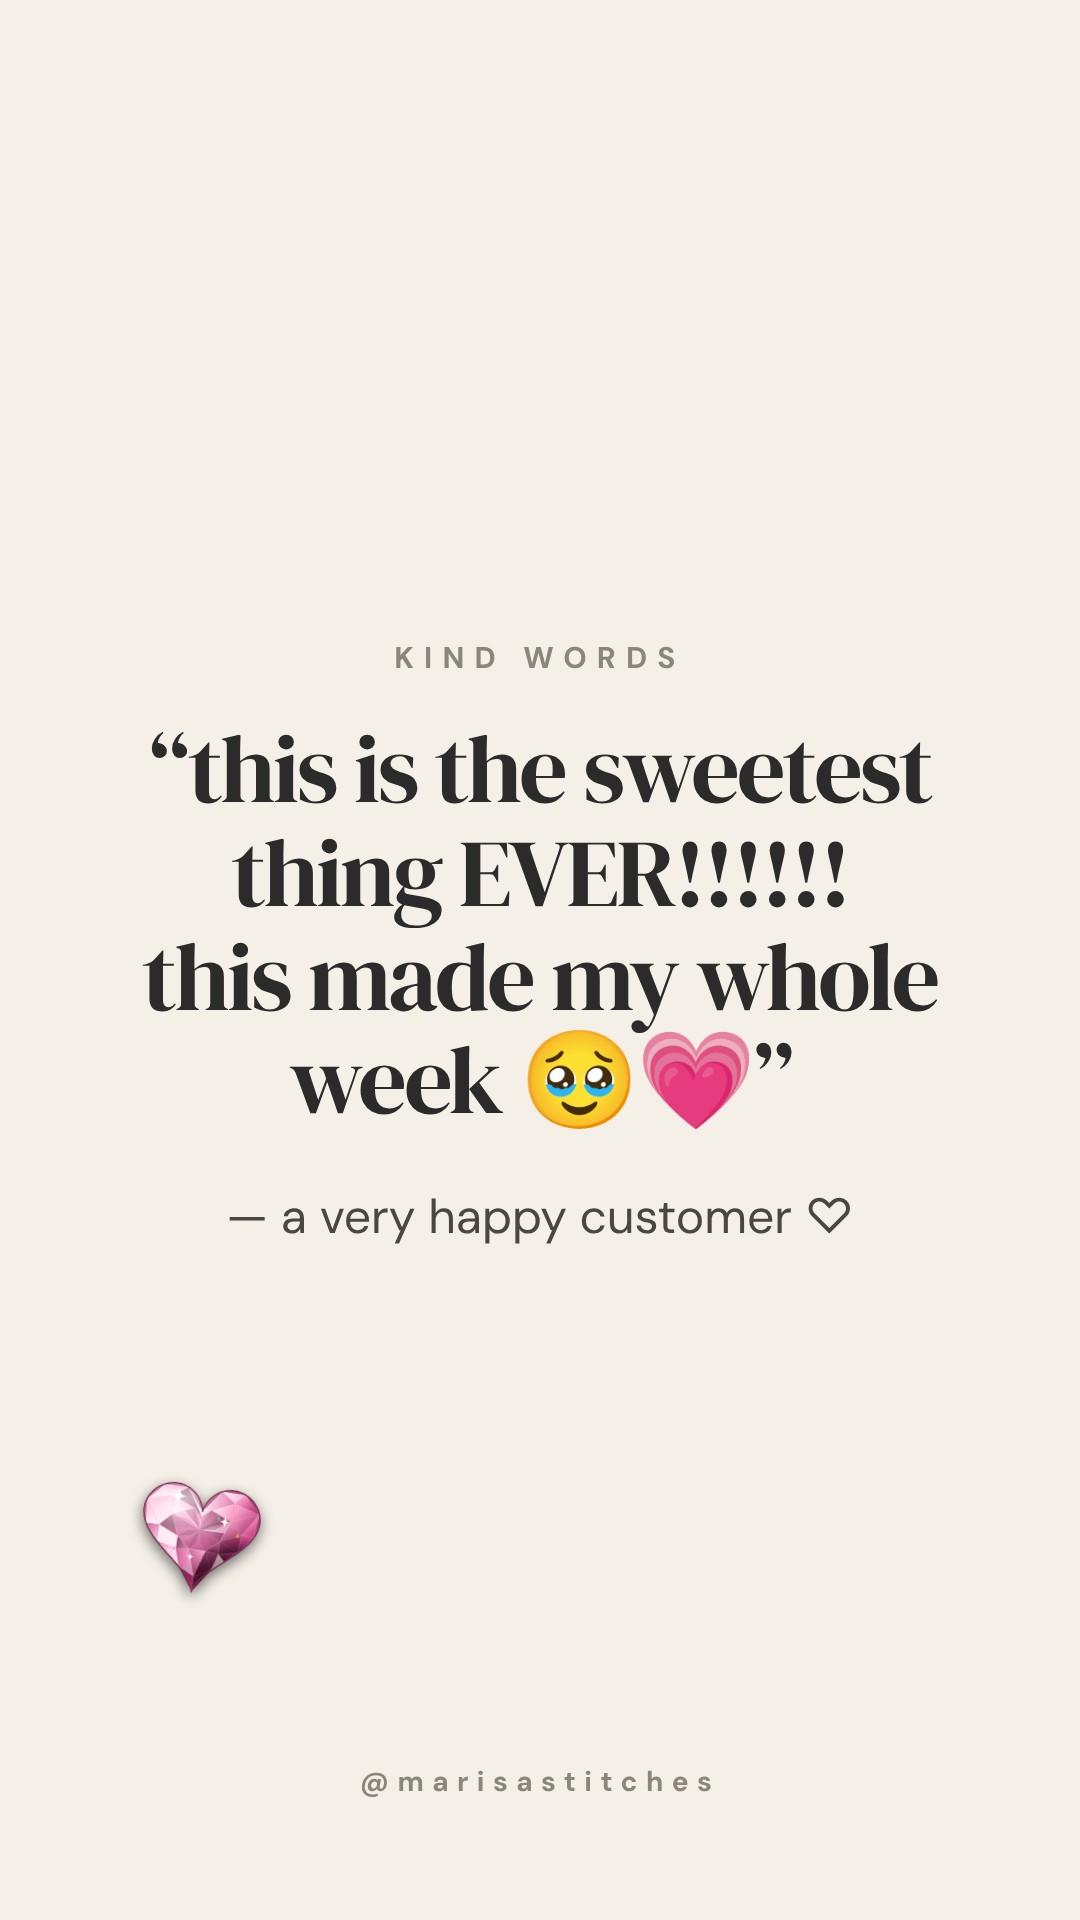 KIND WORDS
“this is the sweetest
thing EVER!!!!!!
this made my whole
week 🥹💗”
— a very happy customer ♡
@marisastitches